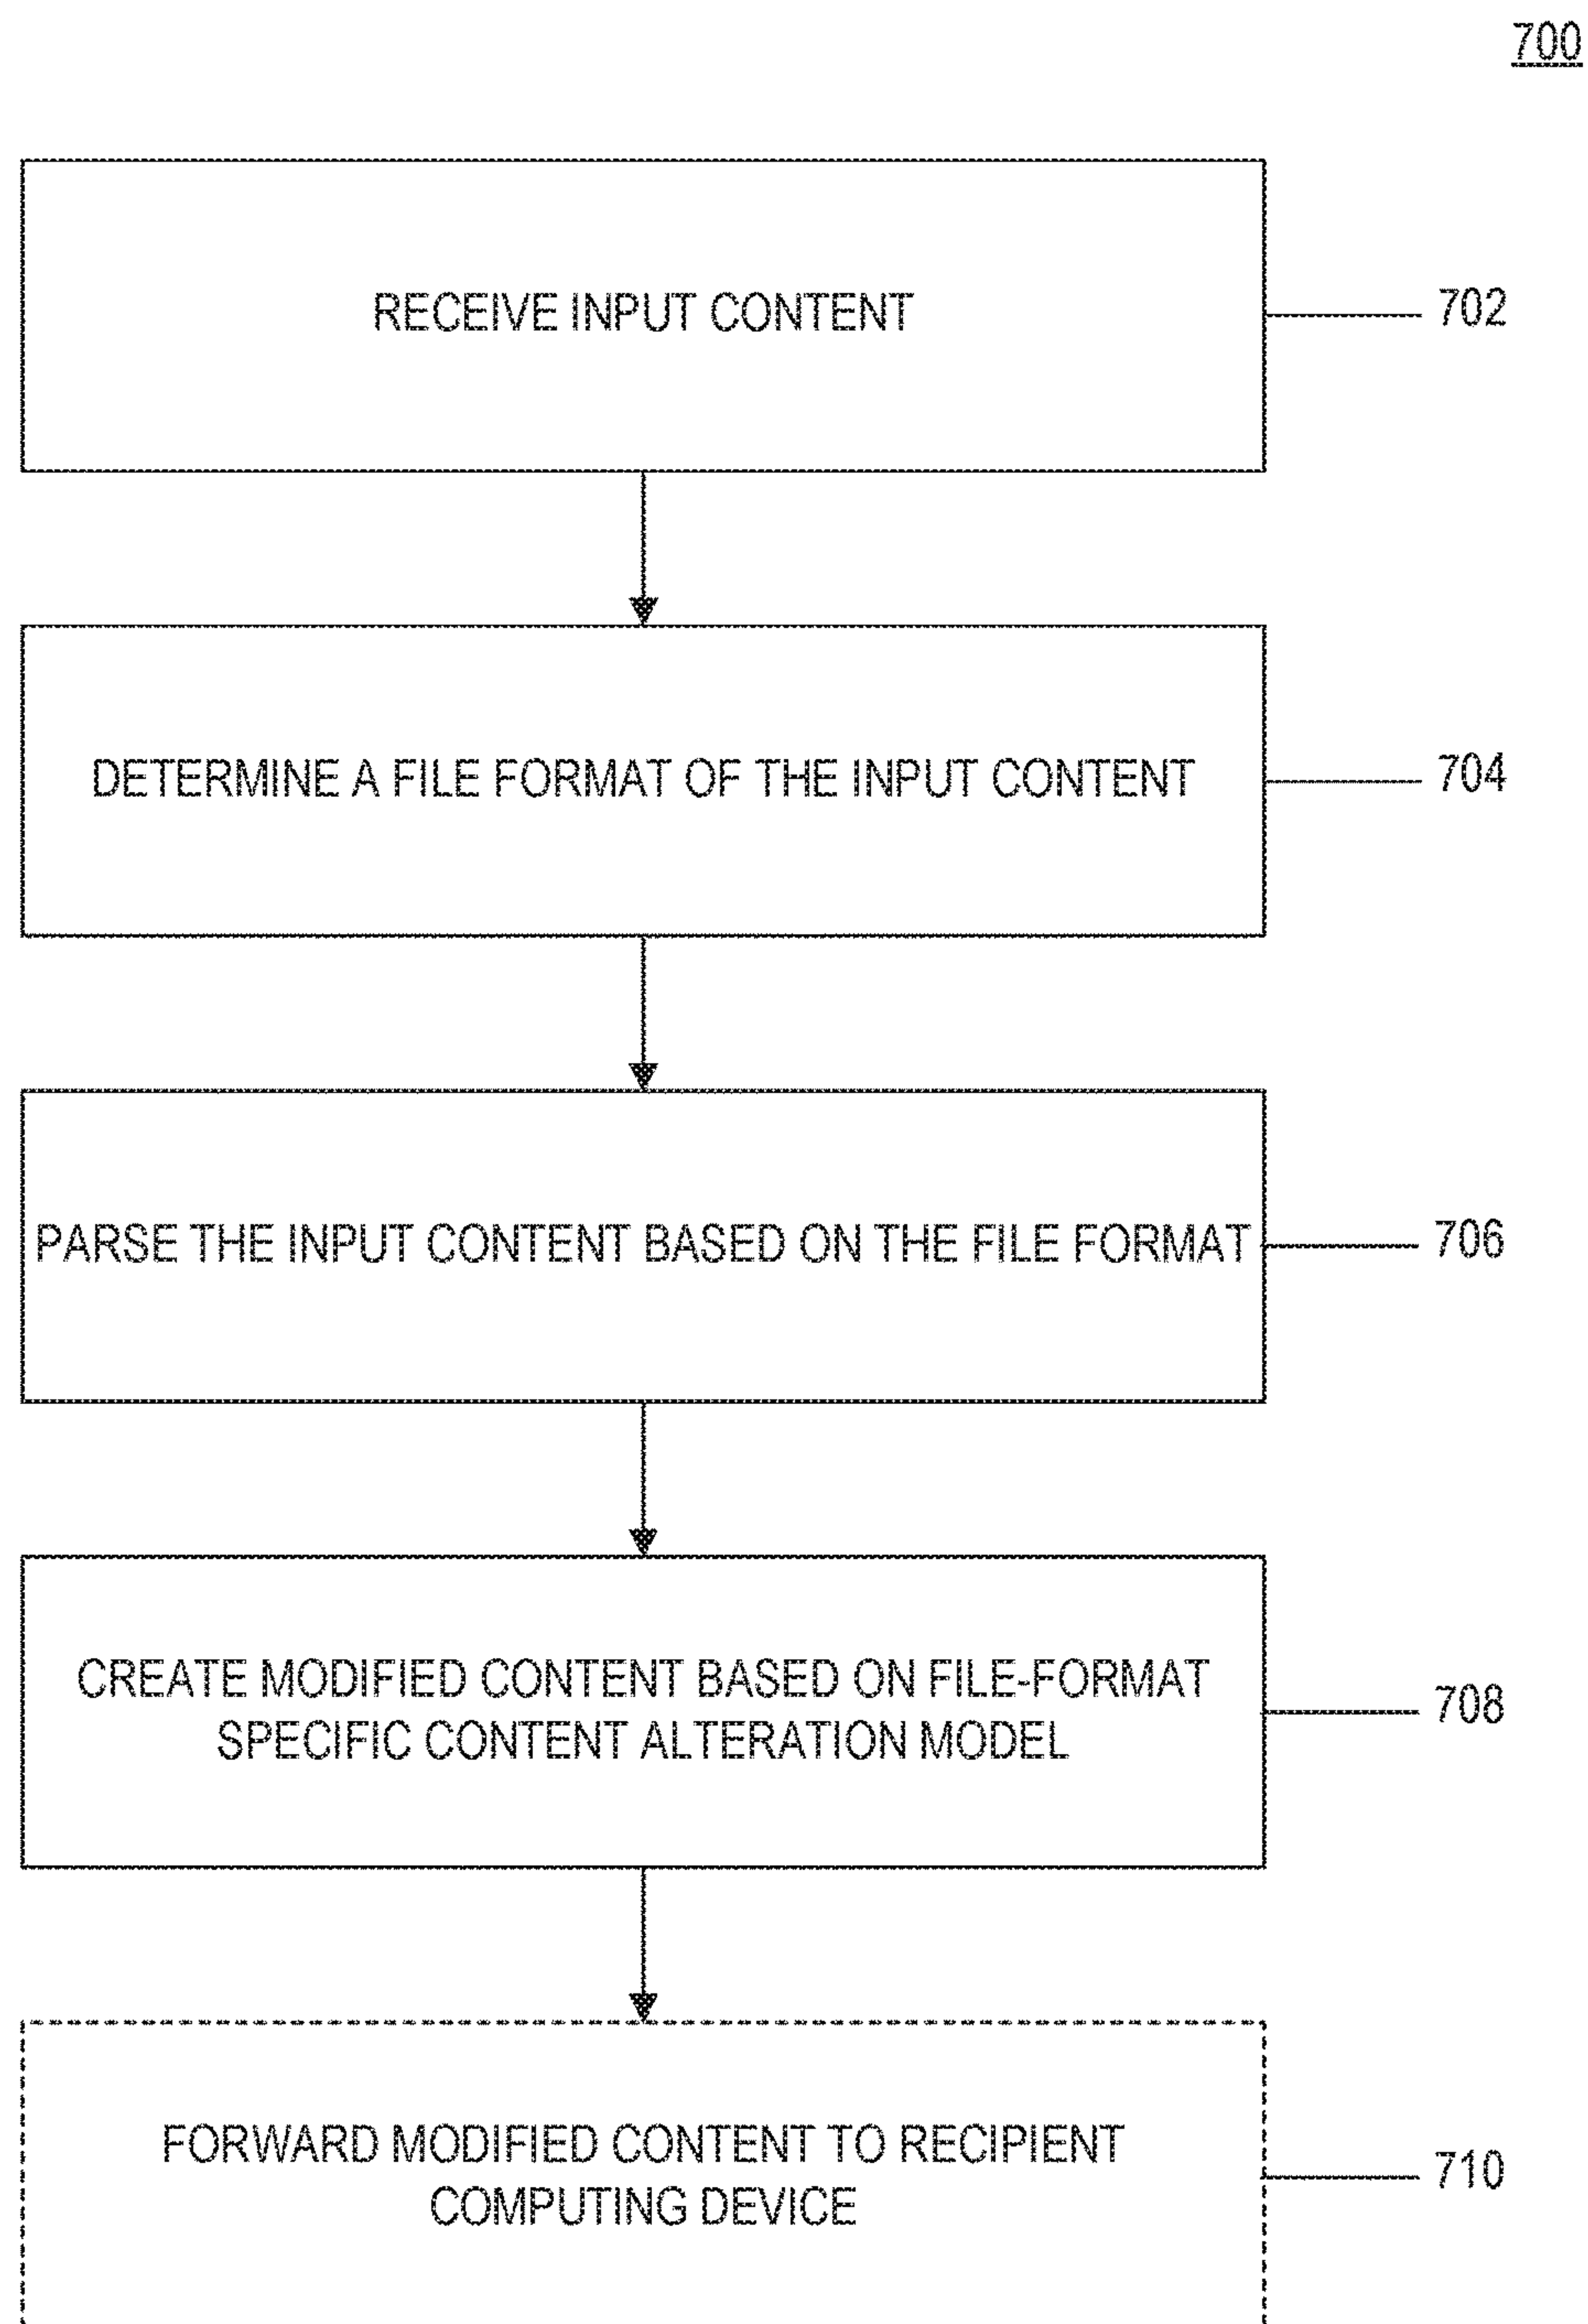 700
RECEIVE INPUT CONTENT
702
DETERMINE A FILE FORMAT OF THE INPUT CONTENT
704
PARSE THE INPUT CONTENT BASED ON THE FILE FORMAT
706
CREATE MODIFIED CONTENT BASED ON FILE-FORMAT
SPECIFIC CONTENT ALTERATION MODEL
708
FORWARD MODIFIED CONTENT TO RECIPIENT
COMPUTING DEVICE
710